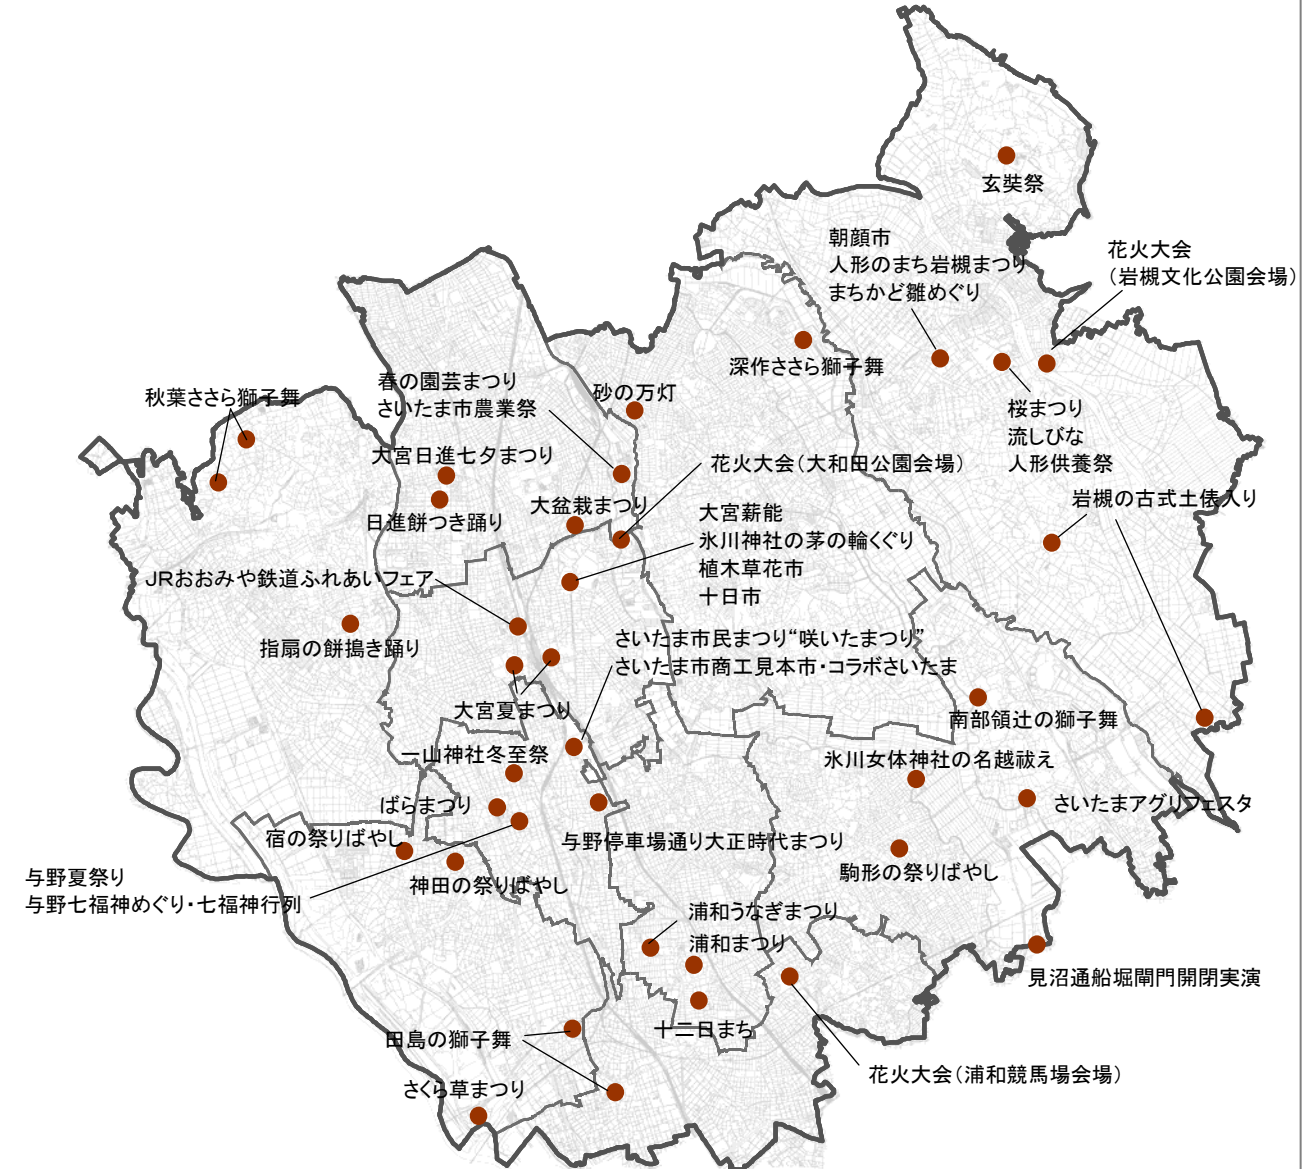 玄奘祭
朝顔市
人形のまち岩槻まつり
まちかど雛めぐり
花火大会
（岩槻文化公園会場）
深作ささら獅子舞
桜まつり
流しびな
人形供養祭
春の園芸まつり
さいたま市農業祭
砂の万灯
秋葉ささら獅子舞
大宮日進七夕まつり
日進餅つき踊り
大盆栽まつり
花火大会（大和田公園会場）
岩槻の古式土俵入り
大宮薪能
氷川神社の茅の輪くぐり
植木草花市
十日市
JRおおみや鉄道ふれあいフェア
指扇の餅搗き踊り
さいたま市民まつり“咲いたまつり”
さいたま市商工見本市・コラボさいたま
大宮夏まつり
南部領辻の獅子舞
一山神社冬至祭
氷川女体神社の名越祓え
ばらまつり
さいたまアグリフェスタ
宿の祭りばやし
与野停車場通り大正時代まつり
神田の祭りばやし
駒形の祭りばやし
与野夏祭り
与野七福神めぐり・七福神行列
浦和うなぎまつり
浦和まつり
見沼通船堀閘門開閉実演
十二日まち
田島の獅子舞
花火大会（浦和競馬場会場）
さくら草まつり